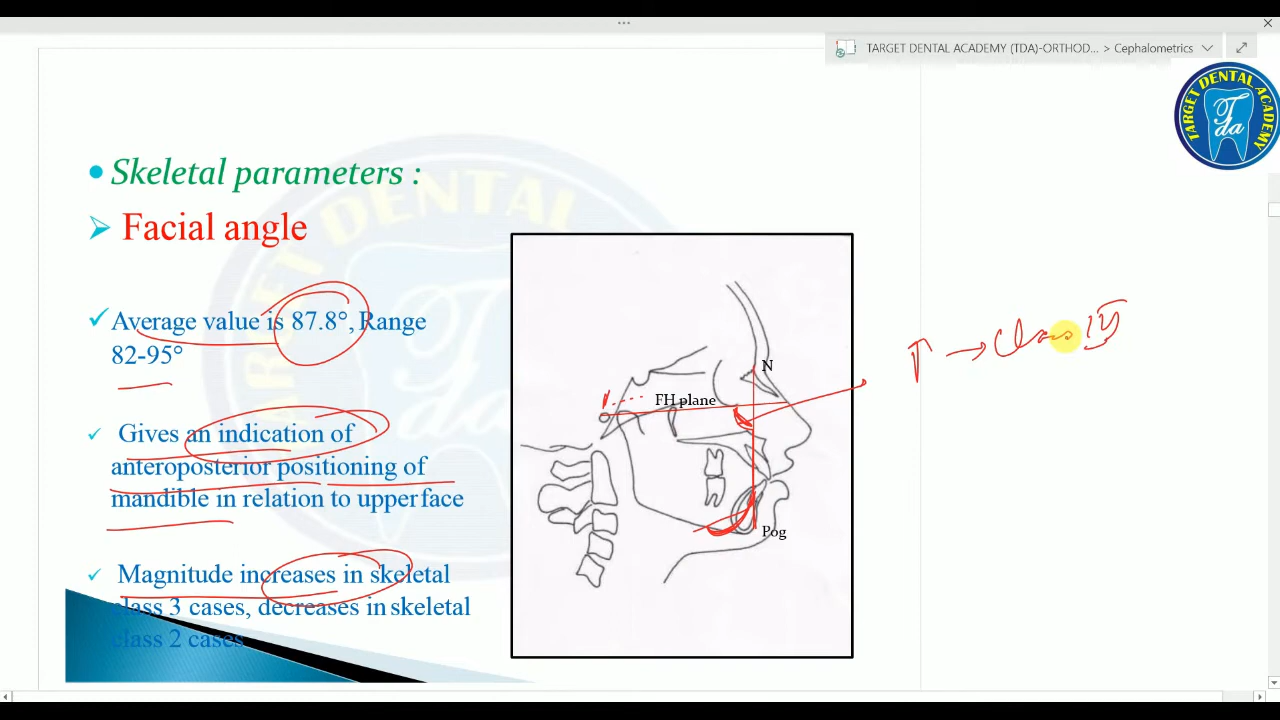 TARGET DENTAL ACADEMY (TDA)-ORTHOD... > Cephalometrics
TARGET DENTAL ACADEMY
Tda
• Skeletal parameters :
➢ Facial angle
✓ Average value is 87.8°, Range
82-95°
✓ Gives an indication of
anteroposterior positioning of
mandible in relation to upperface
✓ Magnitude increases in skeletal
class 3 cases, decreases in skeletal
class 2 cases
N
FH plane
Pog
↑ → Class III